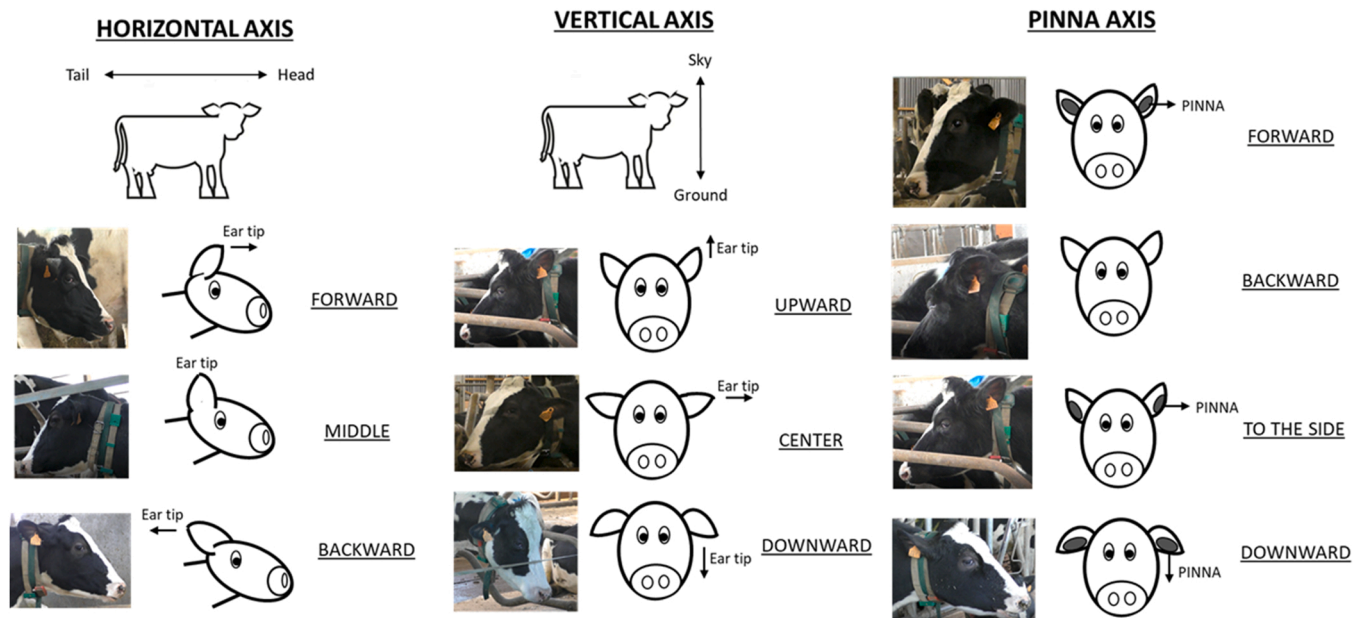 HORIZONTAL AXIS
Tail
Head
Ear tip
FORWARD
Ear tip
MIDDLE
Ear tip
BACKWARD
VERTICAL AXIS
Sky
Ground
Ear tip
UPWARD
Ear tip
CENTER
Ear tip
DOWNWARD
PINNA AXIS
PINNA
FORWARD
BACKWARD
PINNA
TO THE SIDE
PINNA
DOWNWARD